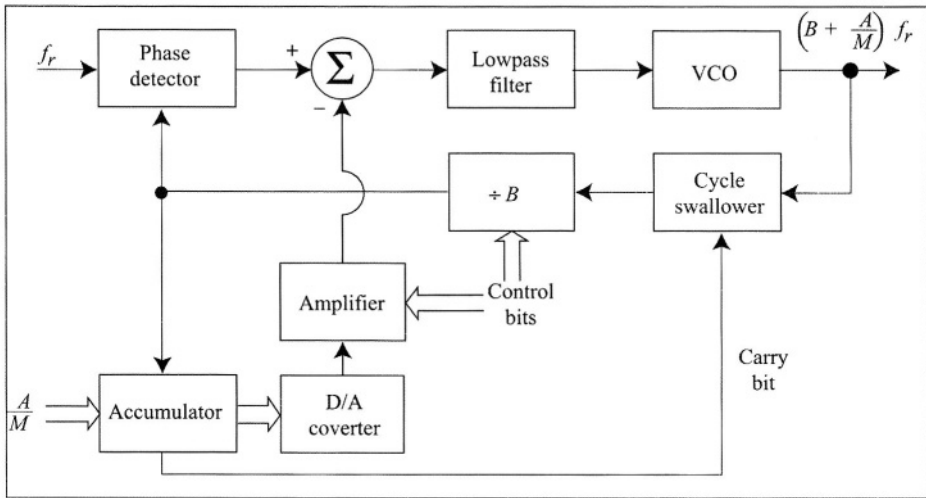 (B + A/M) f_r
f_r
Phase
detector
+
Σ
−
Lowpass
filter
VCO
÷ B
Cycle
swallower
Amplifier
Control
bits
Carry
bit
A/M
Accumulator
D/A
coverter